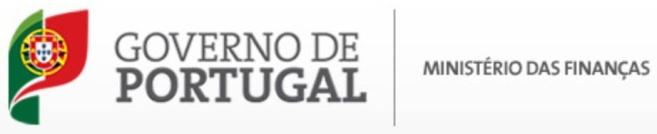 GOVERNO DE
PORTUGAL
MINISTÉRIO DAS FINANÇAS